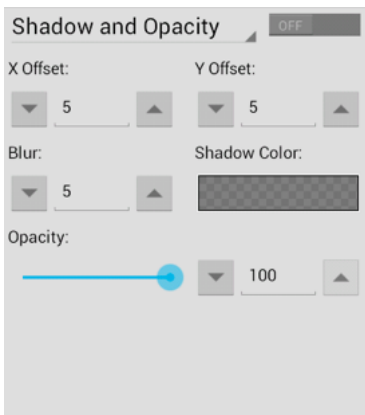 Shadow and Opacity OFF
X Offset: Y Offset:
5 5
Blur: Shadow Color:
5
Opacity:
100